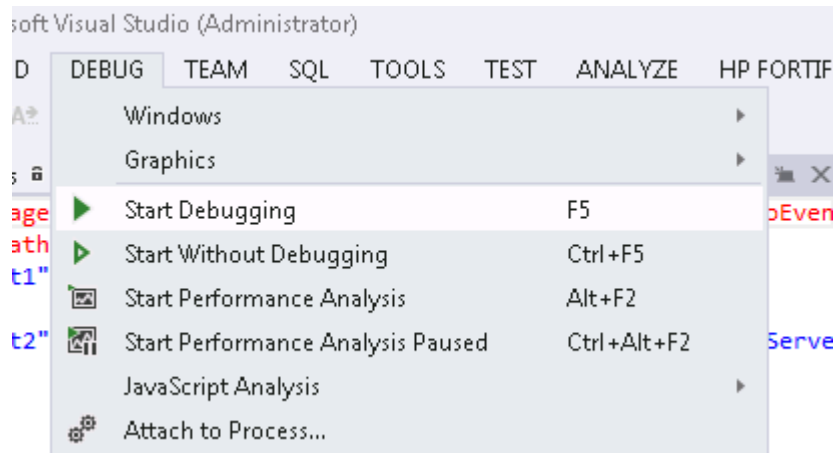 soft Visual Studio (Administrator)
D DEBUG TEAM SQL TOOLS TEST ANALYZE HP FORTIF
A
Windows
Graphics
s
age Start Debugging F5 oEven
ath Start Without Debugging Ctrl+F5
t1"
Start Performance Analysis Alt+F2
t2" Start Performance Analysis Paused Ctrl+Alt+F2 Serve
JavaScript Analysis
Attach to Process...